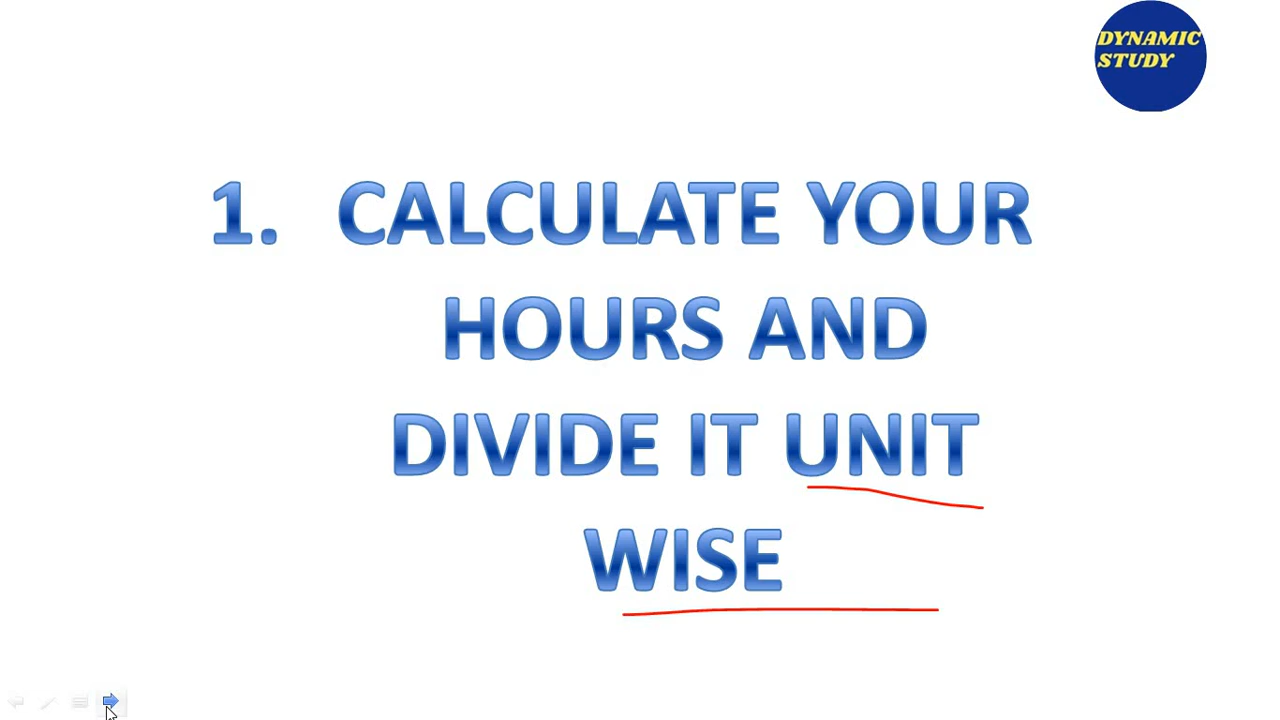 DYNAMIC
STUDY
1. CALCULATE YOUR
HOURS AND
DIVIDE IT UNIT
WISE